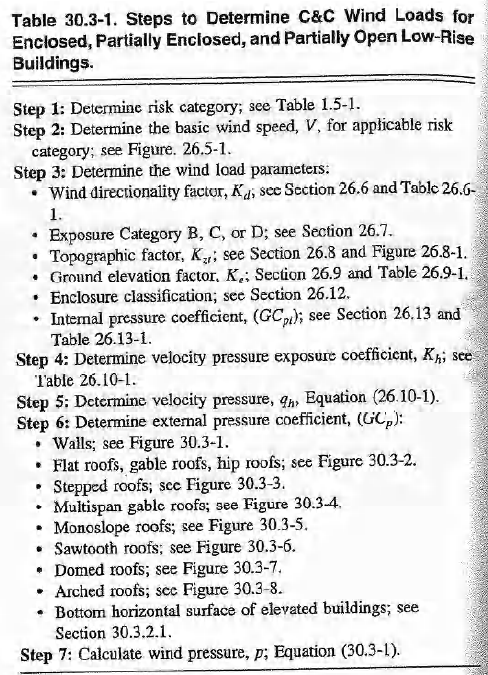 Table 30.3-1. Steps to Determine C&C Wind Loads for
Enclosed, Partially Enclosed, and Partially Open Low-Rise
Buildings.
Step 1: Determine risk category; see Table 1.5-1.
Step 2: Determine the basic wind speed, V, for applicable risk
category; see Figure. 26.5-1.
Step 3: Determine the wind load parameters:
• Wind directionality factor, K_d; see Section 26.6 and Table 26.6-
1.
• Exposure Category B, C, or D; see Section 26.7.
• Topographic factor, K_zt; see Section 26.8 and Figure 26.8-1.
• Ground elevation factor, K_e; Section 26.9 and Table 26.9-1.
• Enclosure classification; see Section 26.12.
• Internal pressure coefficient, (GC_pi); see Section 26.13 and
Table 26.13-1.
Step 4: Determine velocity pressure exposure coefficient, K_h; see
Table 26.10-1.
Step 5: Determine velocity pressure, q_h, Equation (26.10-1).
Step 6: Determine external pressure coefficient, (GC_p):
• Walls; see Figure 30.3-1.
• Flat roofs, gable roofs, hip roofs; see Figure 30.3-2.
• Stepped roofs; see Figure 30.3-3.
• Multispan gable roofs; see Figure 30.3-4.
• Monoslope roofs; see Figure 30.3-5.
• Sawtooth roofs; see Figure 30.3-6.
• Domed roofs; see Figure 30.3-7.
• Arched roofs; see Figure 30.3-8.
• Bottom horizontal surface of elevated buildings; see
Section 30.3.2.1.
Step 7: Calculate wind pressure, p; Equation (30.3-1).